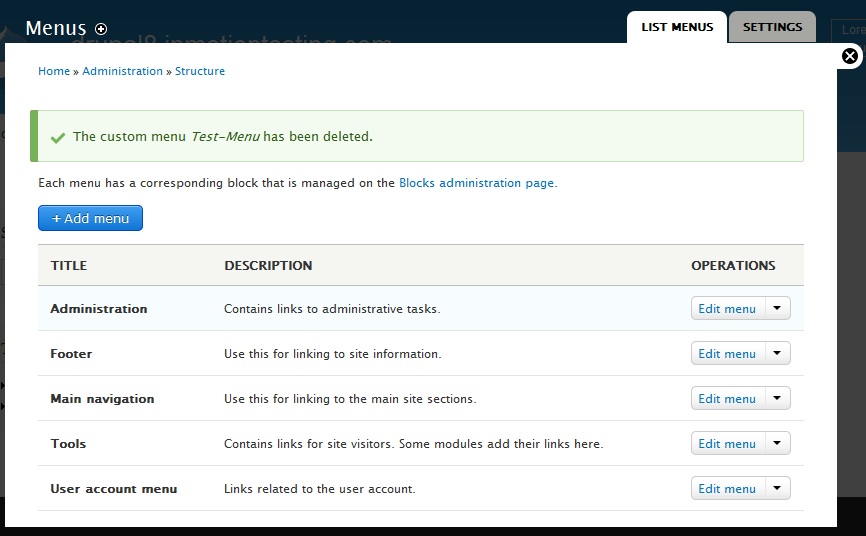 Menus
drupal8.inmotiontesting.com
LIST MENUS
SETTINGS
Lore
Home » Administration » Structure
The custom menu Test-Menu has been deleted.
Each menu has a corresponding block that is managed on the Blocks administration page.
+ Add menu
TITLE DESCRIPTION OPERATIONS
Administration Contains links to administrative tasks. Edit menu
Footer Use this for linking to site information. Edit menu
Main navigation Use this for linking to the main site sections. Edit menu
Tools Contains links for site visitors. Some modules add their links here. Edit menu
User account menu Links related to the user account. Edit menu